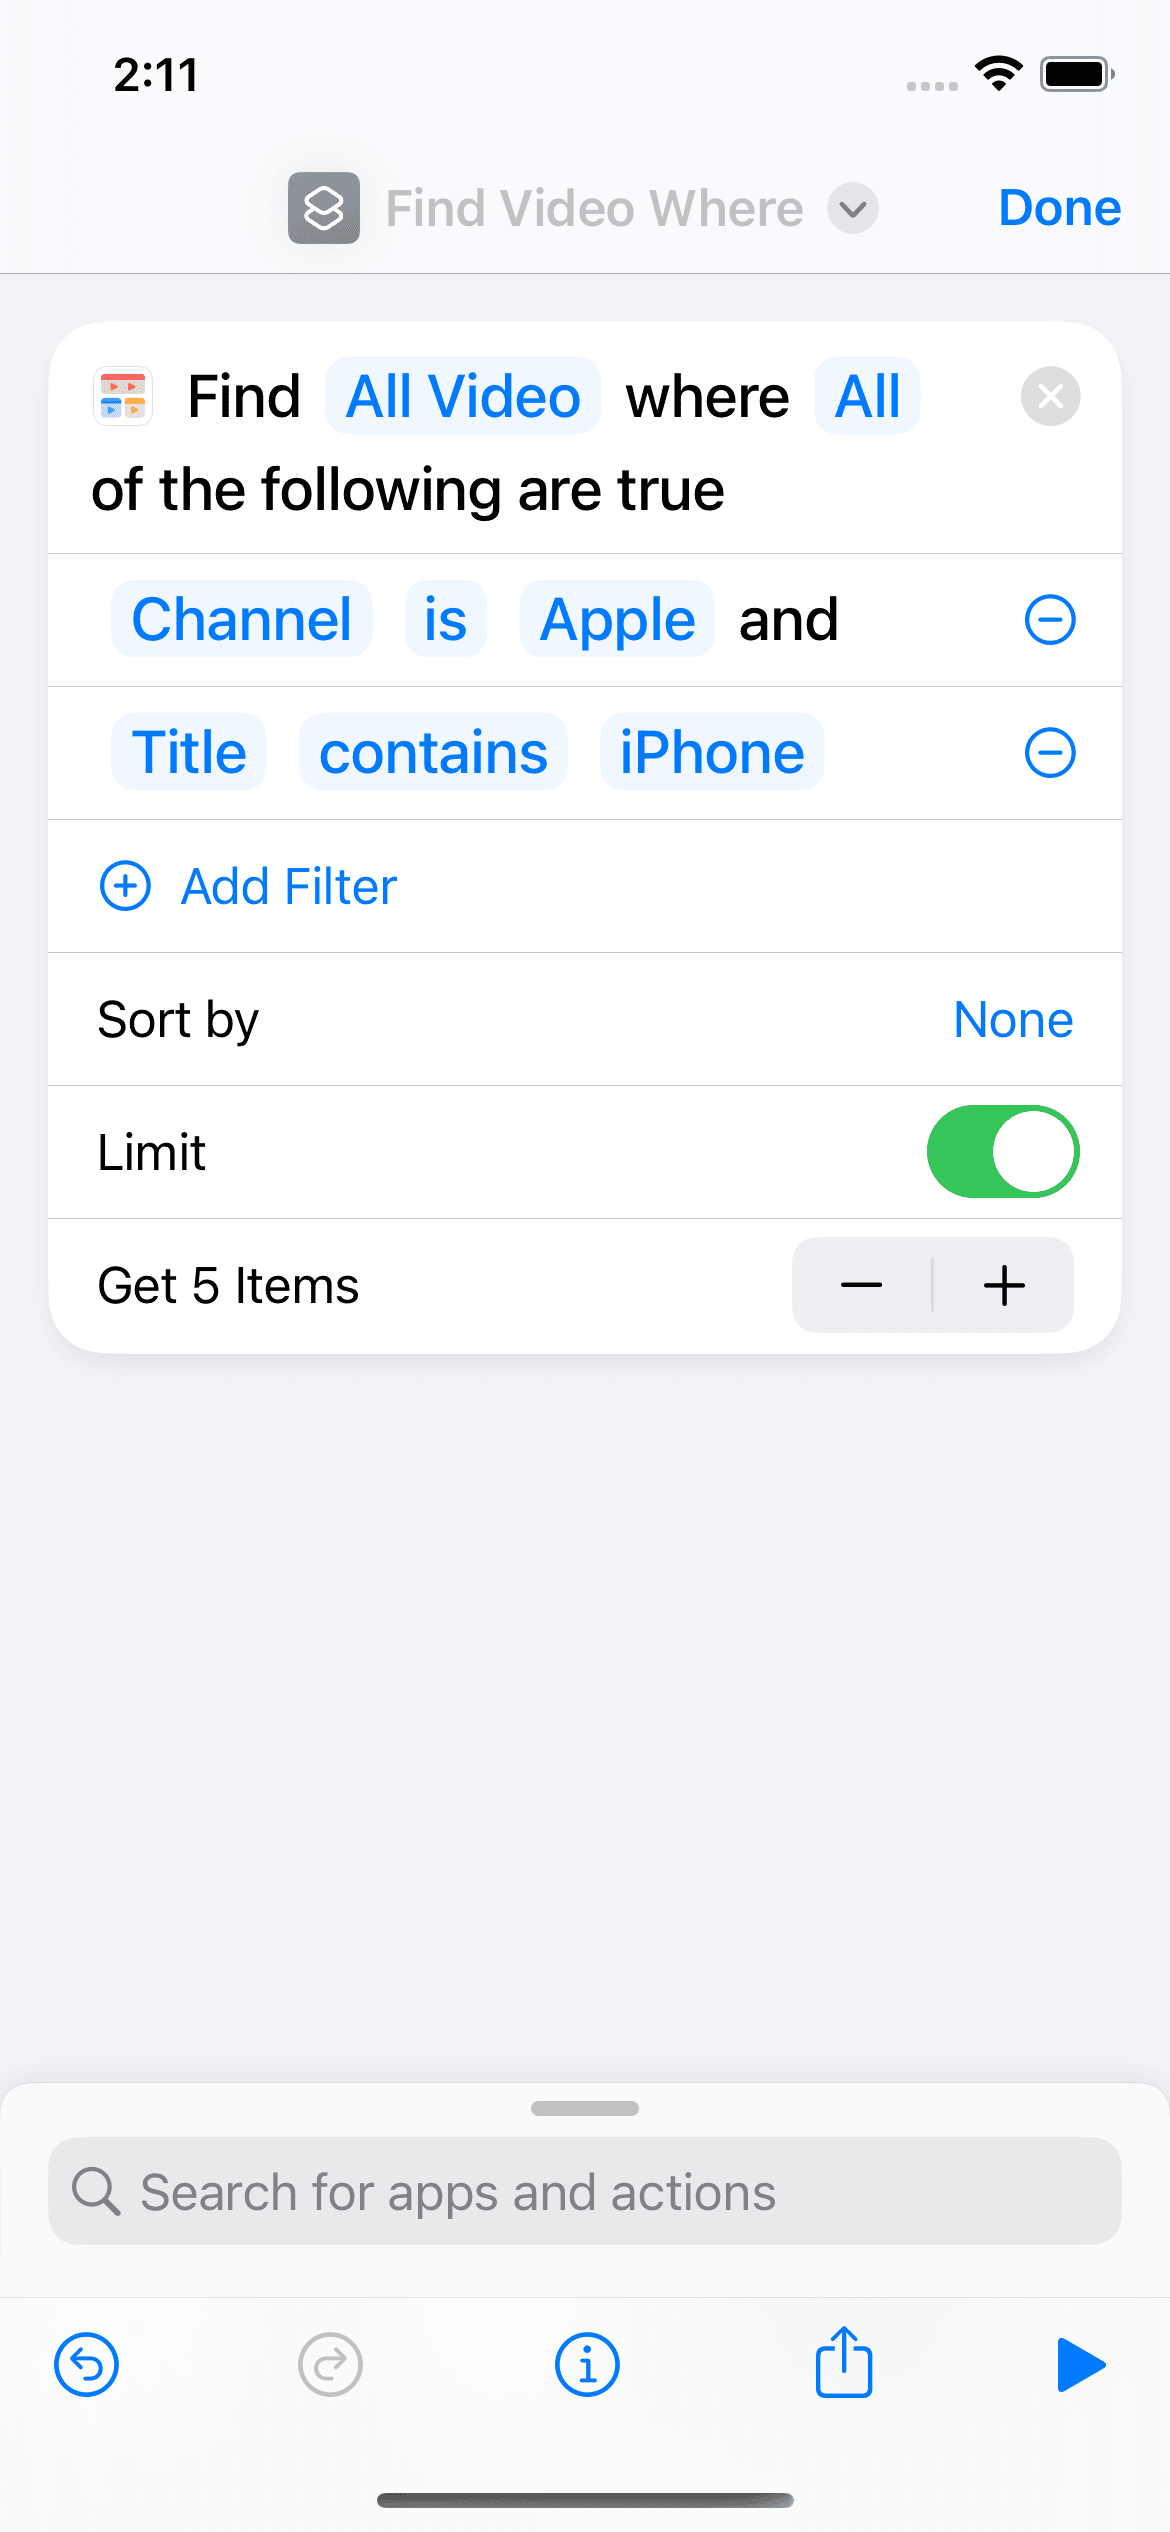 2:11
Find Video Where
Done
Find All Video where All
of the following are true
Channel is Apple and
Title contains iPhone
Add Filter
Sort by None
Limit
Get 5 Items
Search for apps and actions